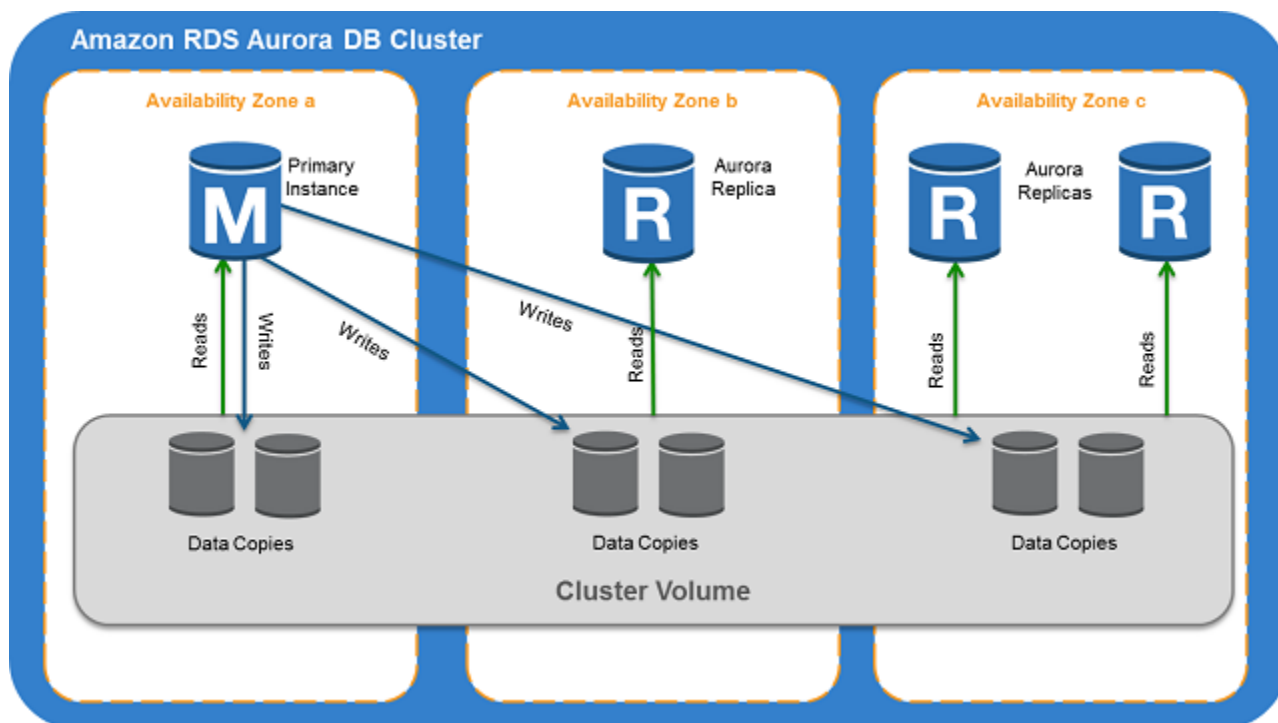 Amazon RDS Aurora DB Cluster
Availability Zone a
Availability Zone b
Availability Zone c
Primary
Instance
M
Aurora
Replica
R
Aurora
Replicas
R
R
Reads
Writes
Writes
Writes
Reads
Reads
Reads
Data Copies
Data Copies
Data Copies
Cluster Volume